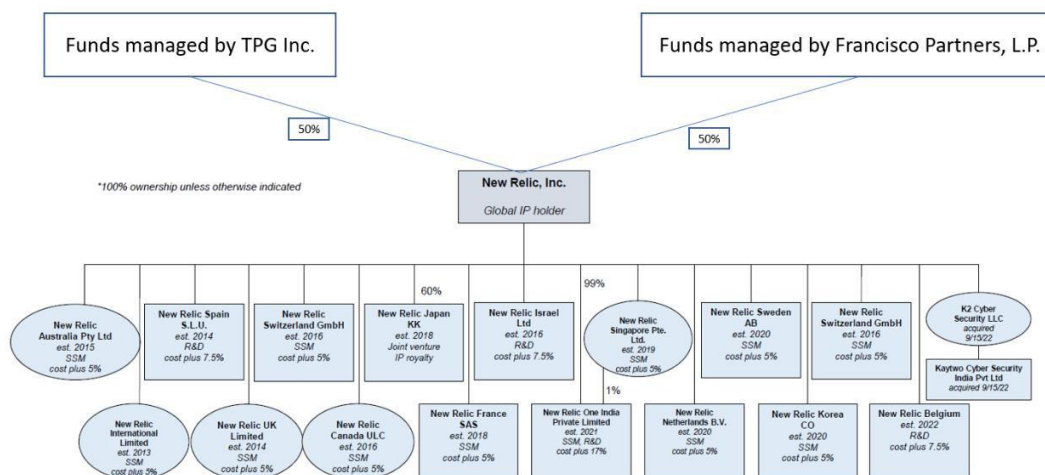 Funds managed by TPG Inc.
Funds managed by Francisco Partners, L.P.
50%
50%
*100% ownership unless otherwise indicated
New Relic, Inc.
Global IP holder
60%
99%
New Relic
Australia Pty Ltd
est. 2015
SSM
cost plus 5%
New Relic Spain
S.L.U.
est. 2014
R&D
cost plus 7.5%
New Relic
Switzerland GmbH
est. 2016
SSM
cost plus 5%
New Relic Japan
KK
est. 2018
Joint venture
IP royalty
New Relic Israel
Ltd
est. 2016
R&D
cost plus 7.5%
New Relic
Singapore Pte.
Ltd.
est. 2019
SSM
cost plus 5%
New Relic Sweden
AB
est. 2020
SSM
cost plus 5%
New Relic
Switzerland GmbH
est. 2016
SSM
cost plus 5%
K2 Cyber
Security LLC
acquired
9/15/22
Kaytwo Cyber Security
India Pvt Ltd
acquired 9/15/22
1%
New Relic
International
Limited
est. 2013
SSM
cost plus 5%
New Relic UK
Limited
est. 2014
SSM
cost plus 5%
New Relic
Canada ULC
est. 2016
SSM
cost plus 5%
New Relic France
SAS
est. 2018
SSM
cost plus 5%
New Relic One India
Private Limited
est. 2021
SSM, R&D
cost plus 17%
New Relic
Netherlands B.V.
est. 2020
SSM
cost plus 5%
New Relic Korea
CO
est. 2020
SSM
cost plus 5%
New Relic Belgium
est. 2022
R&D
cost plus 7.5%